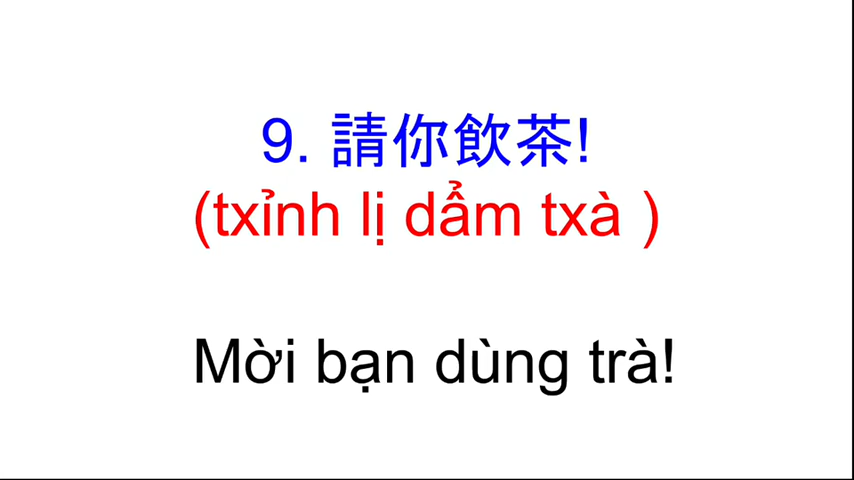 9. 請你飲茶!
(txỉnh lị dẩm txà )
Mời bạn dùng trà!